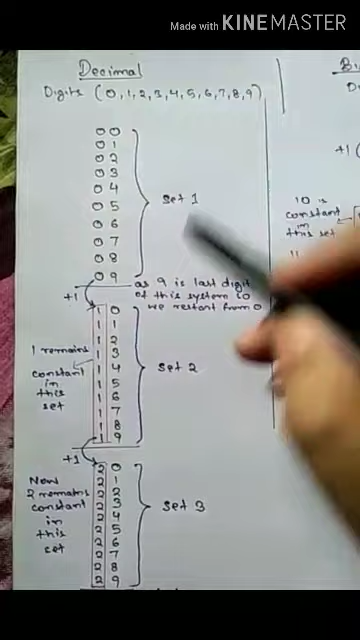 Made with KINEMASTER
Decimal
Digits (0,1,2,3,4,5,6,7,8,9)
00
01
02
03
04
05
06
07
08
09
Set 1
+1
as 9 is last digit
of this system so
we restart from 0
10
11
12
13
14
15
16
17
18
19
1 remains
constant
in
this
set
Set 2
+1
20
21
22
23
24
25
26
27
28
29
Now
2 remains
constant
in
this
set
Set 3
Bi
+1 (
10 is
constant
in
this set
11